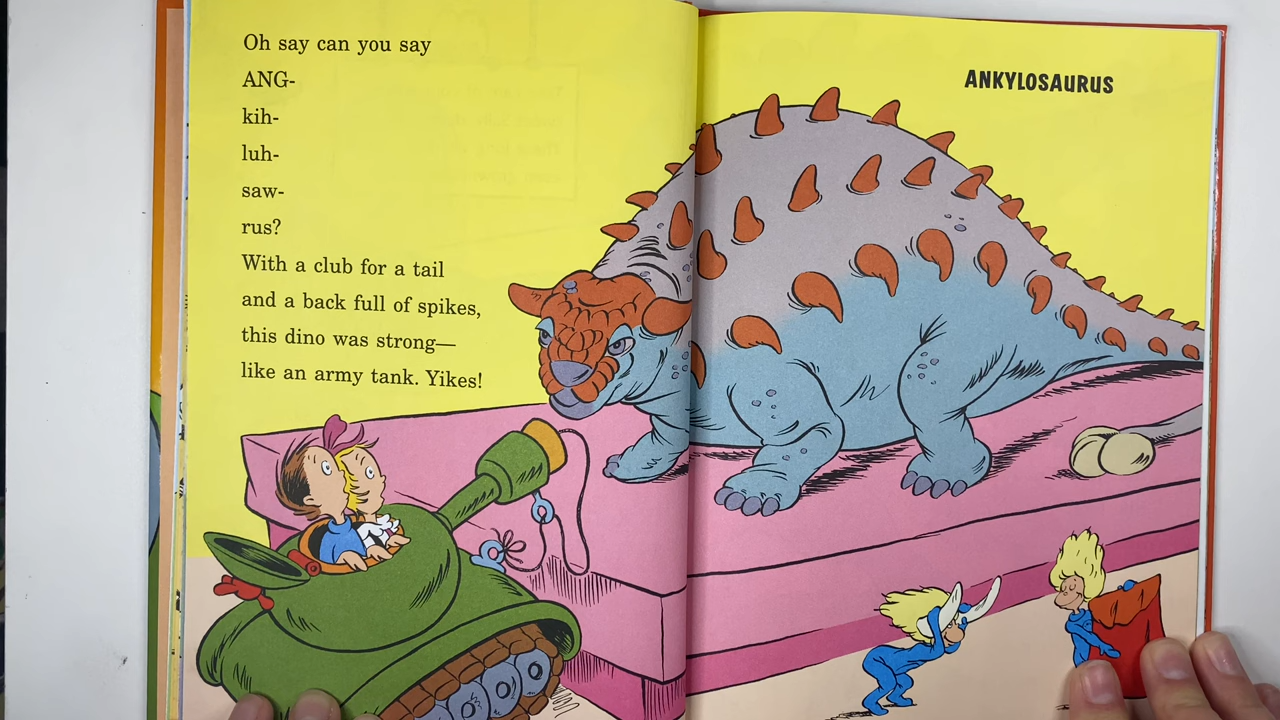 Oh say can you say
ANG-
kih-
luh-
saw-
rus?
With a club for a tail
and a back full of spikes,
this dino was strong—
like an army tank. Yikes!
ANKYLOSAURUS